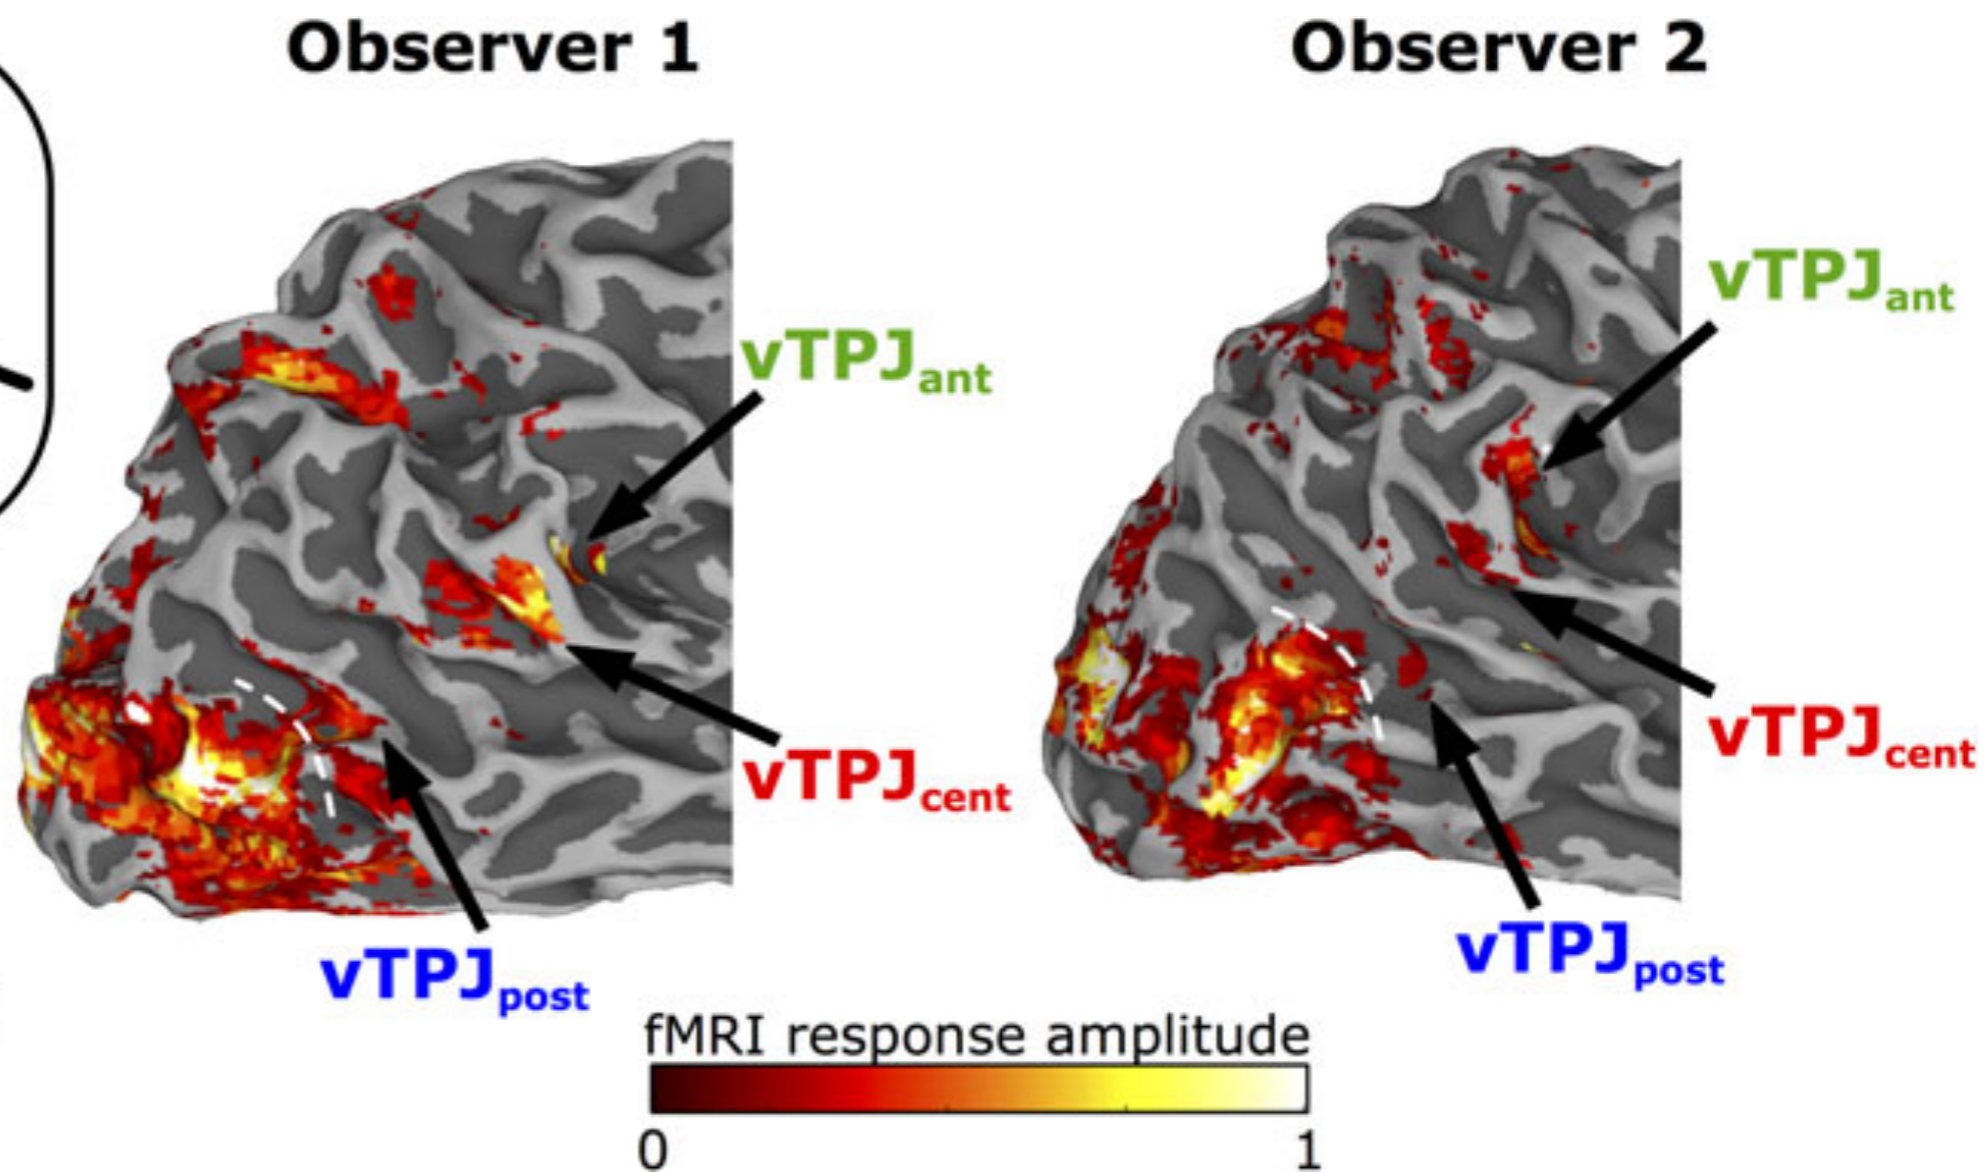 Observer 1
Observer 2
vTPJant
vTPJant
vTPJcent
vTPJcent
vTPJpost
vTPJpost
fMRI response amplitude
0 1